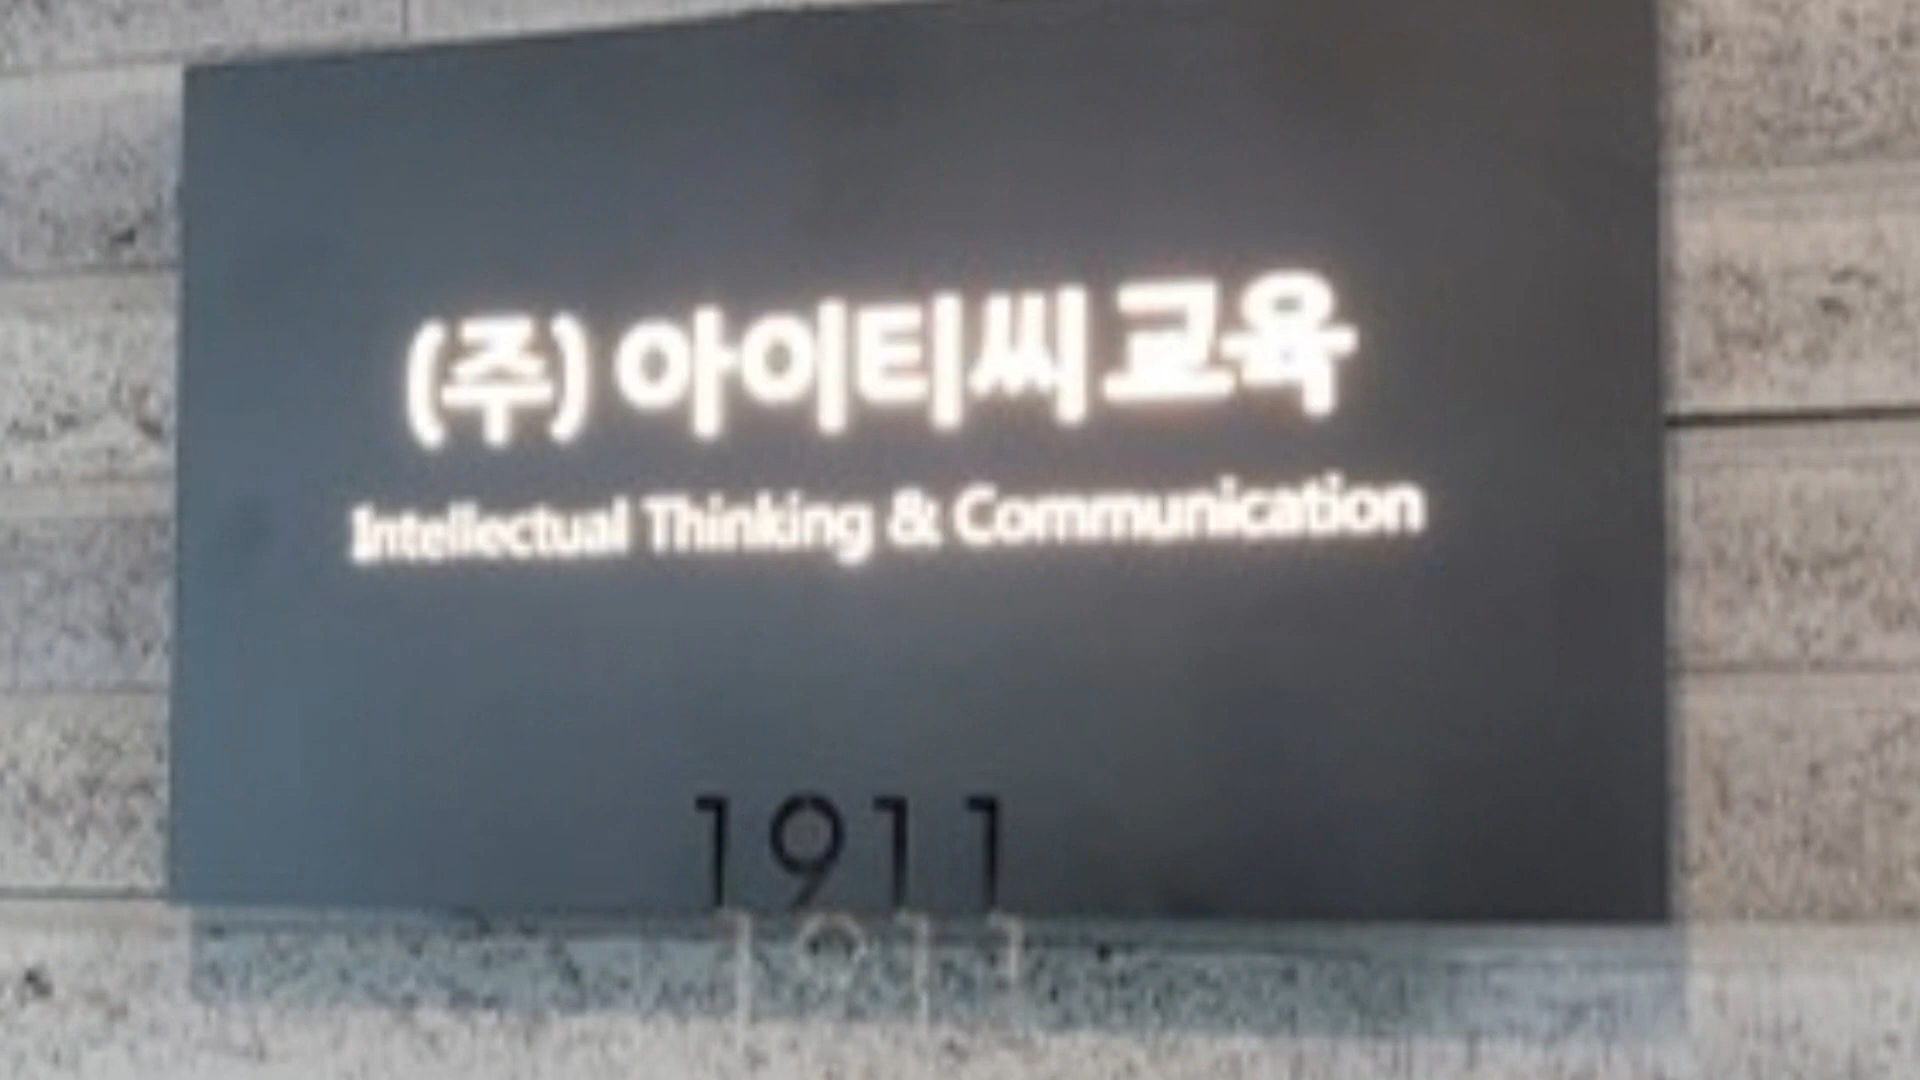 (주) 아이티씨교육
Intellectual Thinking & Communication
1911